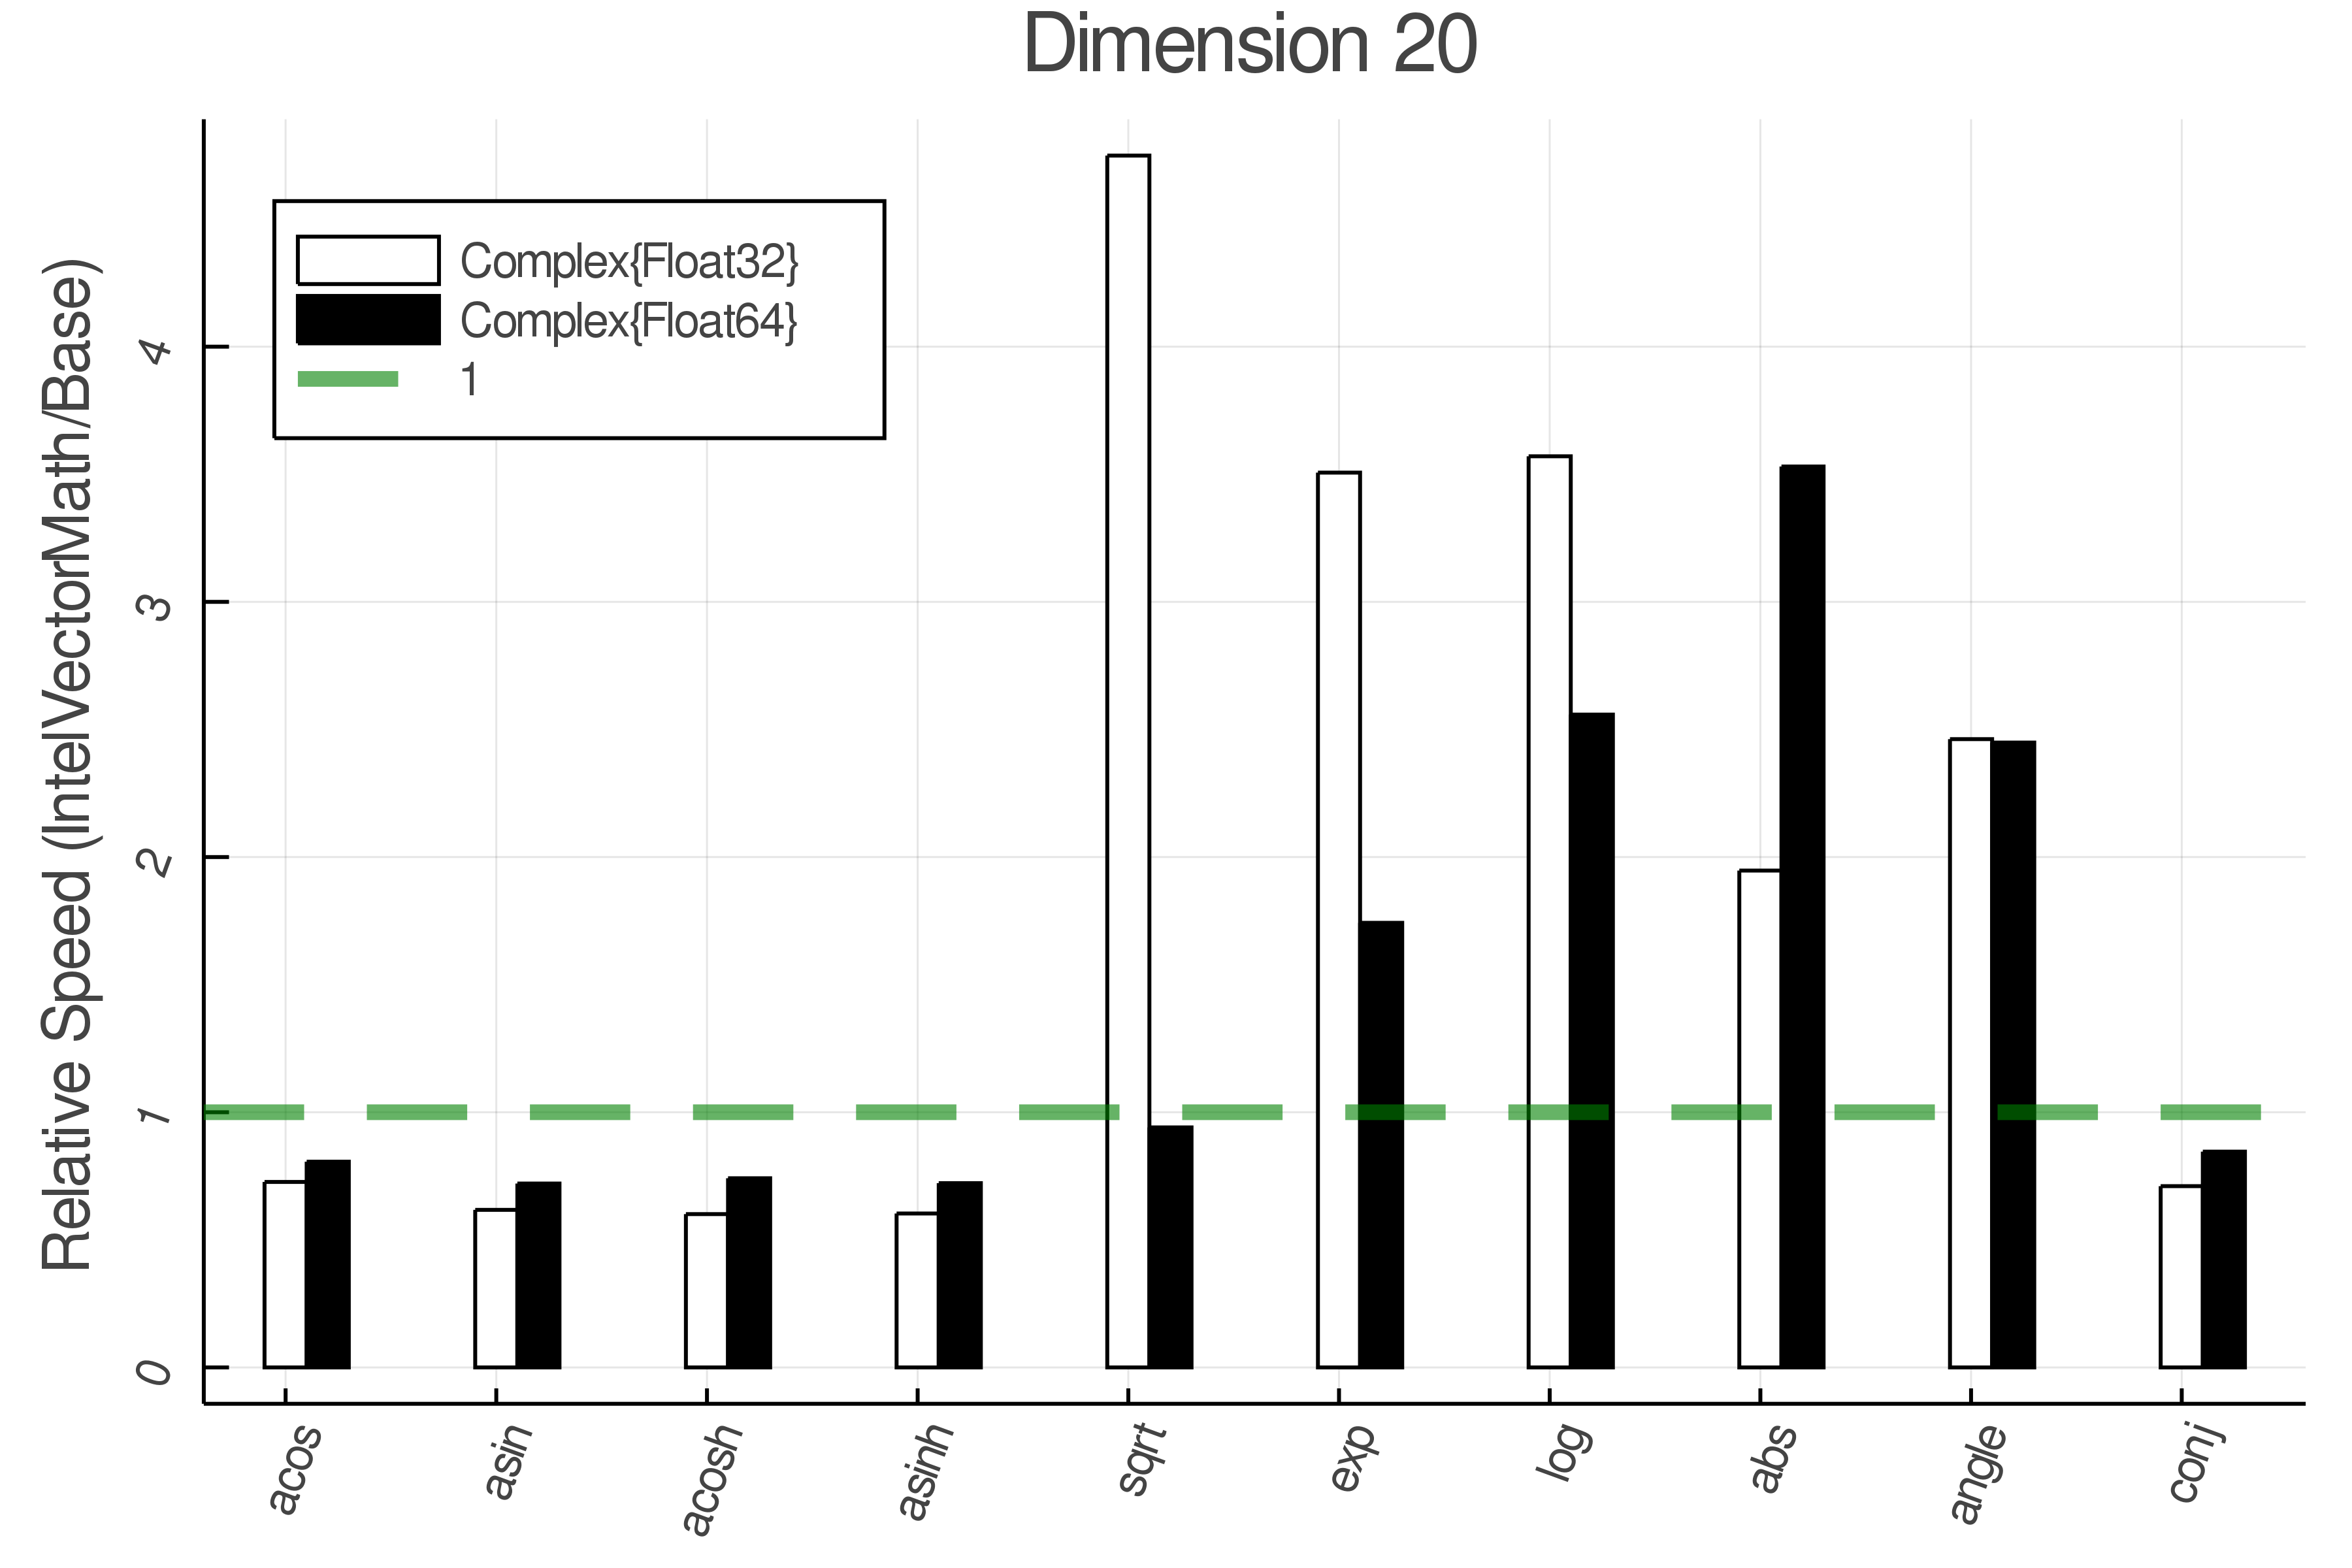 Dimension 20
Relative Speed (IntelVectorMath/Base)
Complex{Float32}
Complex{Float64}
1
4
3
2
1
0
acos
asin
acosh
asinh
sqrt
exp
log
abs
angle
conj